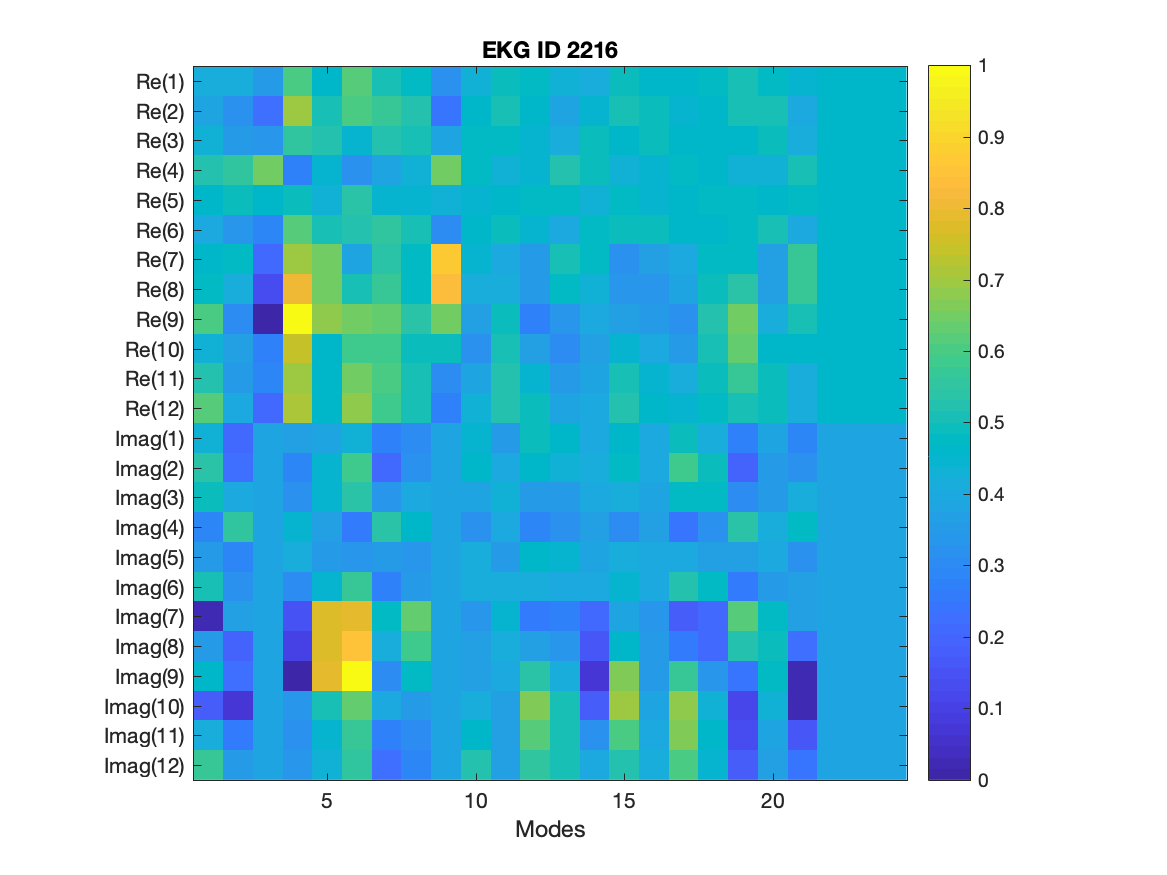 EKG ID 2216
Re(1)
Re(2)
Re(3)
Re(4)
Re(5)
Re(6)
Re(7)
Re(8)
Re(9)
Re(10)
Re(11)
Re(12)
Imag(1)
Imag(2)
Imag(3)
Imag(4)
Imag(5)
Imag(6)
Imag(7)
Imag(8)
Imag(9)
Imag(10)
Imag(11)
Imag(12)
5 10 15 20
Modes
1
0.9
0.8
0.7
0.6
0.5
0.4
0.3
0.2
0.1
0